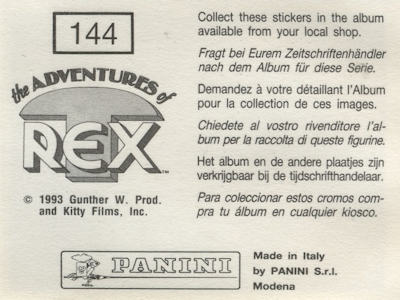 144
the ADVENTURES of
T REX™
© 1993 Gunther W. Prod.
and Kitty Films, Inc.
Collect these stickers in the album
available from your local shop.
Fragt bei Eurem Zeitschriftenhändler
nach dem Album für diese Serie.
Demandez à votre détaillant l'Album
pour la collection de ces images.
Chiedete al vostro rivenditore l'al-
bum per la raccolta di queste figurine.
Het album en de andere plaatjes zijn
verkrijgbaar bij de tijdschrifthandelaar.
Para coleccionar estos cromos com-
pra tu álbum en cualquier kiosco.
PANINI
Made in Italy
by PANINI S.r.l.
Modena